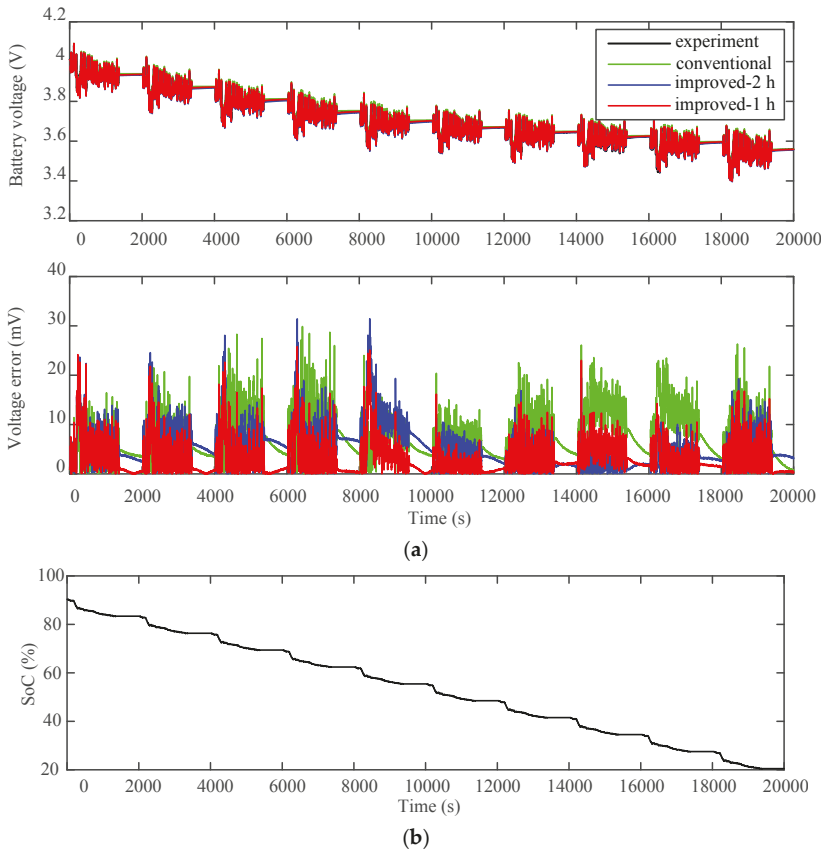 4.2
4
3.8
3.6
3.4
3.2
Battery voltage (V)
experiment
conventional
improved-2 h
improved-1 h
0 2000 4000 6000 8000 10000 12000 14000 16000 18000 20000
40
30
20
10
0
Voltage error (mV)
0 2000 4000 6000 8000 10000 12000 14000 16000 18000 20000
Time (s)
(a)
100
80
60
40
20
SoC (%)
0 2000 4000 6000 8000 10000 12000 14000 16000 18000 20000
Time (s)
(b)